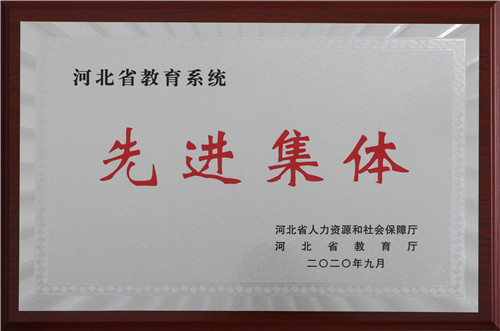 河北省教育系统
先进集体
河北省人力资源和社会保障厅
河北省教育厅
二〇二〇年九月